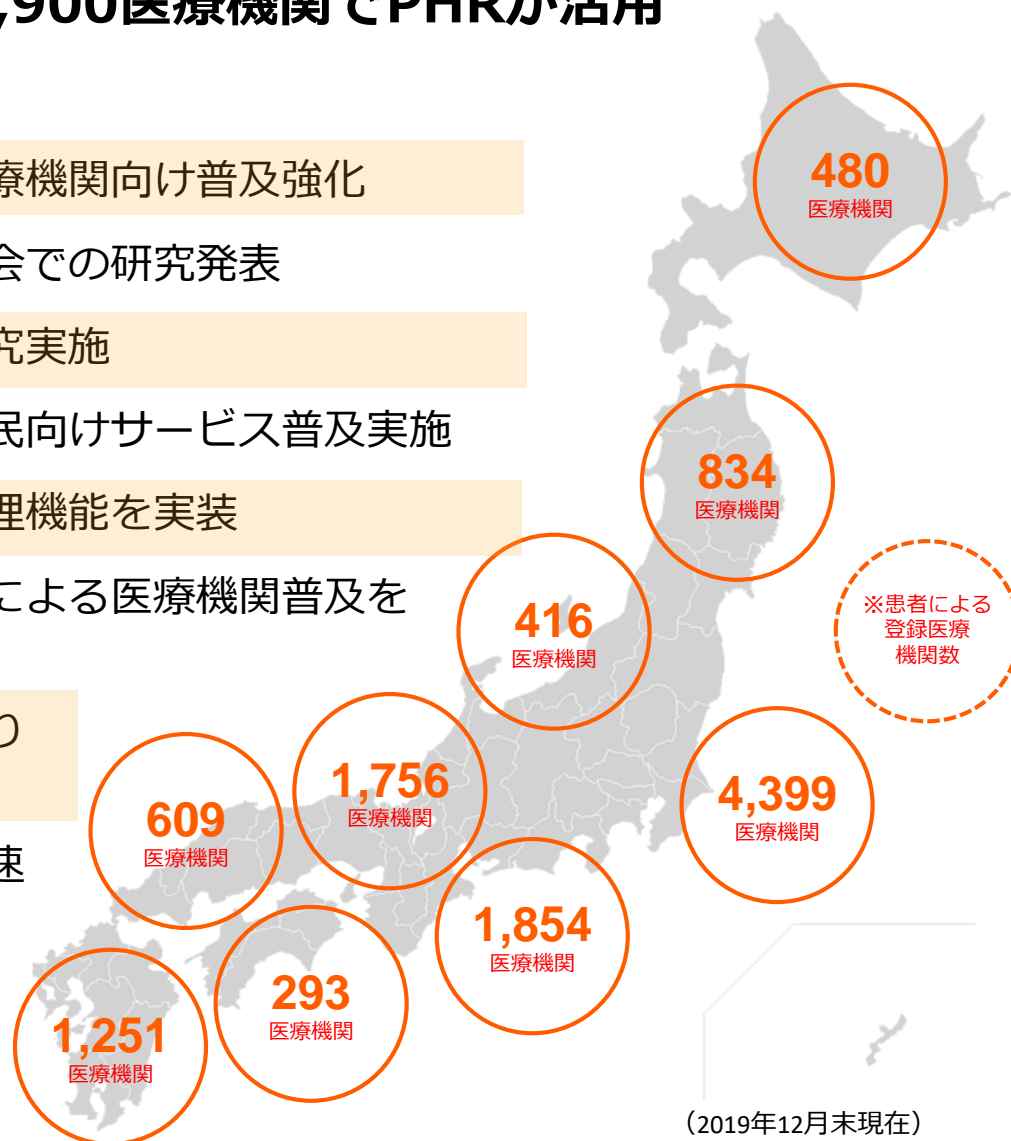 ,900医療機関でPHRが活用
療機関向け普及強化
会での研究発表
究実施
民向けサービス普及実施
理機能を実装
による医療機関普及を
り
速
480
医療機関
834
医療機関
416
医療機関
※患者による
登録医療
機関数
1,756
医療機関
4,399
医療機関
609
医療機関
1,854
医療機関
293
医療機関
1,251
医療機関
（2019年12月末現在）